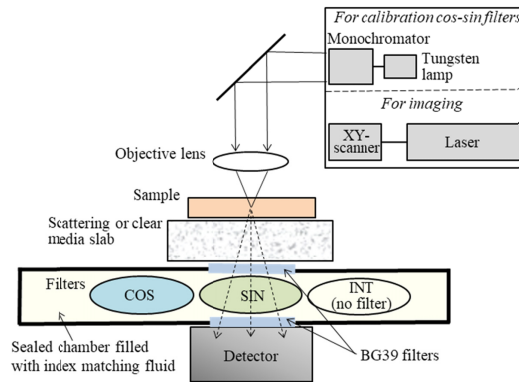 For calibration cos-sin filters
Monochromator
Tungsten
lamp
For imaging
XY-
scanner
Laser
Objective lens
Sample
Scattering or clear
media slab
Filters
COS
SIN
INT
(no filter)
Sealed chamber filled
with index matching fluid
Detector
BG39 filters